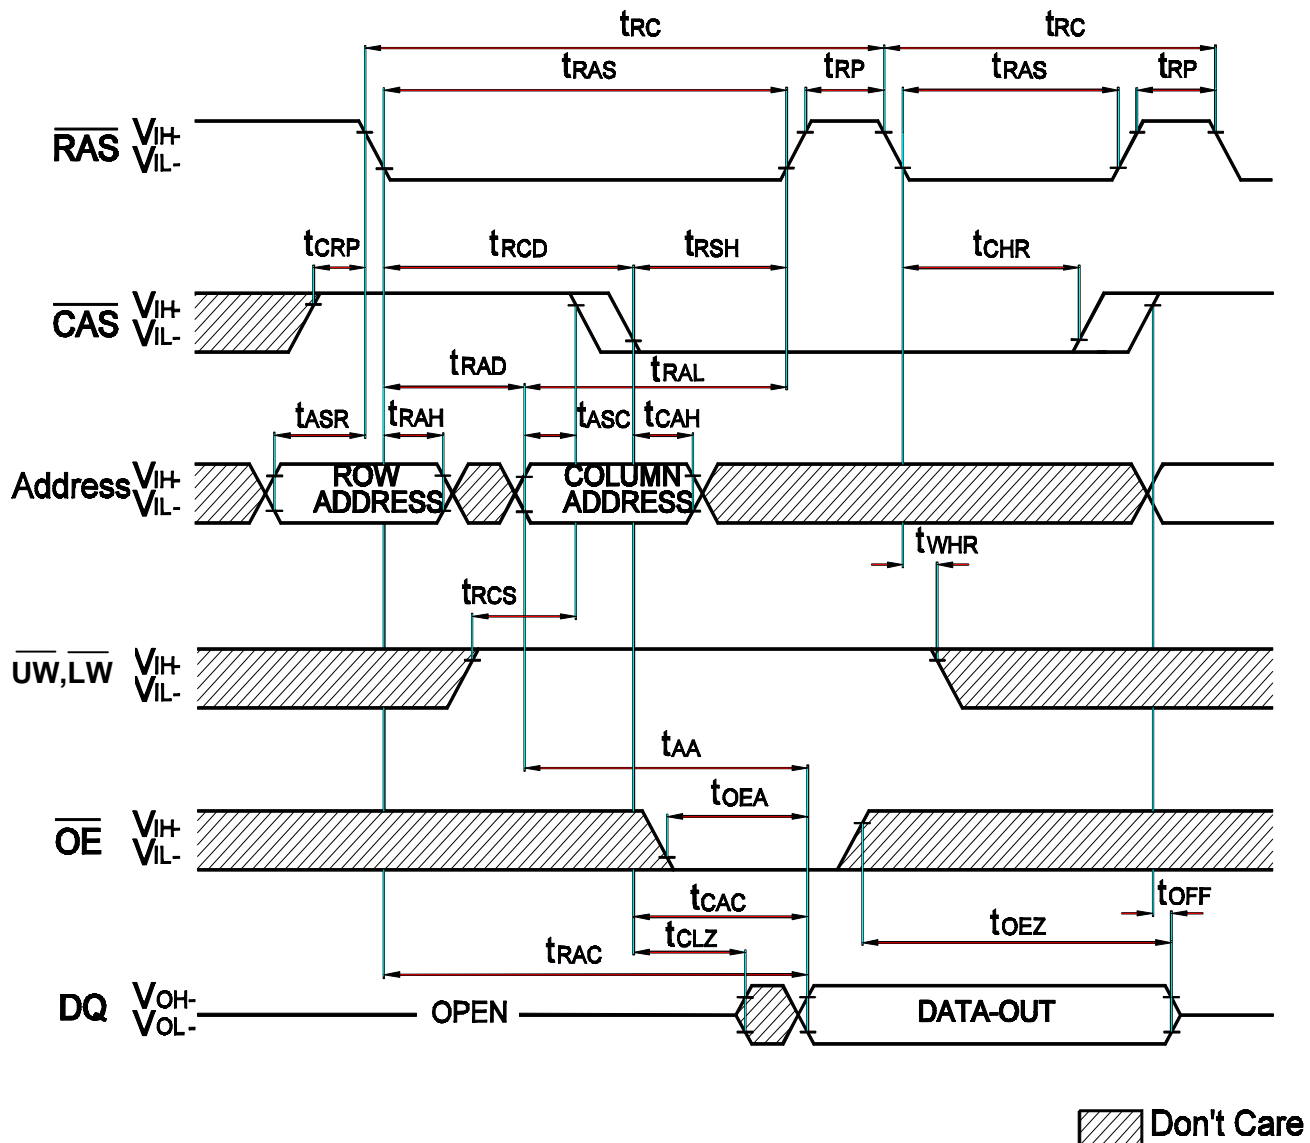 tRC tRC
tRAS tRP tRAS tRP
RAS VIH-
VIL-
tCRP tRCD tRSH tCHR
CAS VIH-
VIL-
tRAD tRAL
tASR tRAH tASC tCAH
Address VIH-
VIL-
ROW
ADDRESS
COLUMN
ADDRESS
tWHR
tRCS
UW,LW VIH-
VIL-
tAA
tOEA
OE VIH-
VIL-
tCAC tOFF
tCLZ tOEZ
tRAC
DQ VOH-
VOL-
OPEN DATA-OUT
Don't Care